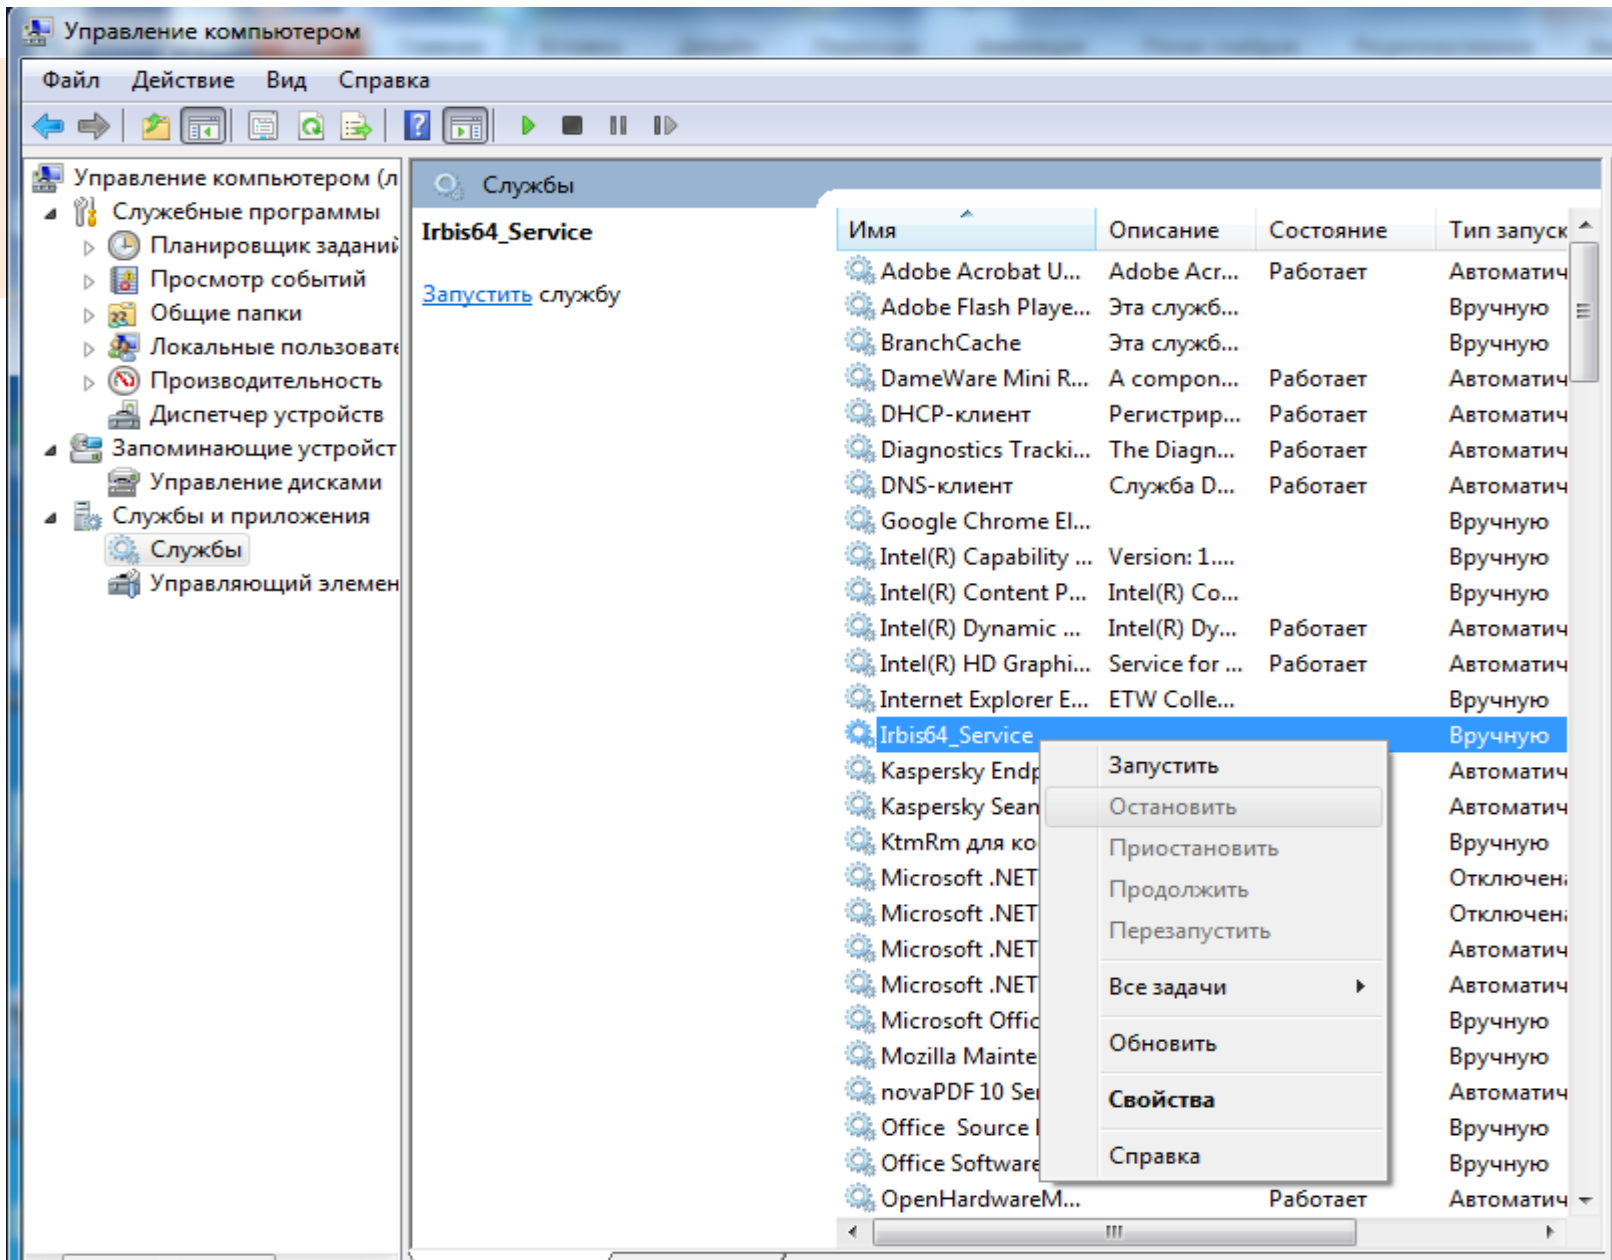 Управление компьютером
Файл Действие Вид Справка
Управление компьютером (л
Служебные программы
Планировщик заданий
Просмотр событий
Общие папки
Локальные пользовате
Производительность
Диспетчер устройств
Запоминающие устройст
Управление дисками
Службы и приложения
Службы
Управляющий элемен
Службы
Irbis64_Service
Запустить службу
Имя Описание Состояние Тип запуск
Adobe Acrobat U... Adobe Acr... Работает Автоматич
Adobe Flash Playe... Эта служб... Вручную
BranchCache Эта служб... Вручную
DameWare Mini R... A compon... Работает Автоматич
DHCP-клиент Регистрир... Работает Автоматич
Diagnostics Tracki... The Diagn... Работает Автоматич
DNS-клиент Служба D... Работает Автоматич
Google Chrome El... Вручную
Intel(R) Capability ... Version: 1.... Вручную
Intel(R) Content P... Intel(R) Co... Вручную
Intel(R) Dynamic ... Intel(R) Dy... Работает Автоматич
Intel(R) HD Graphi... Service for ... Работает Автоматич
Internet Explorer E... ETW Colle... Вручную
Irbis64_Service Вручную
Kaspersky Endp Автоматич
Kaspersky Sean Автоматич
KtmRm для ко Вручную
Microsoft .NET Отключена
Microsoft .NET Отключена
Microsoft .NET Автоматич
Microsoft .NET Автоматич
Microsoft Offic Вручную
Mozilla Mainte Вручную
novaPDF 10 Ser Автоматич
Office Source Вручную
Office Software Вручную
OpenHardwareM... Работает Автоматич
Запустить
Остановить
Приостановить
Продолжить
Перезапустить
Все задачи
Обновить
Свойства
Справка